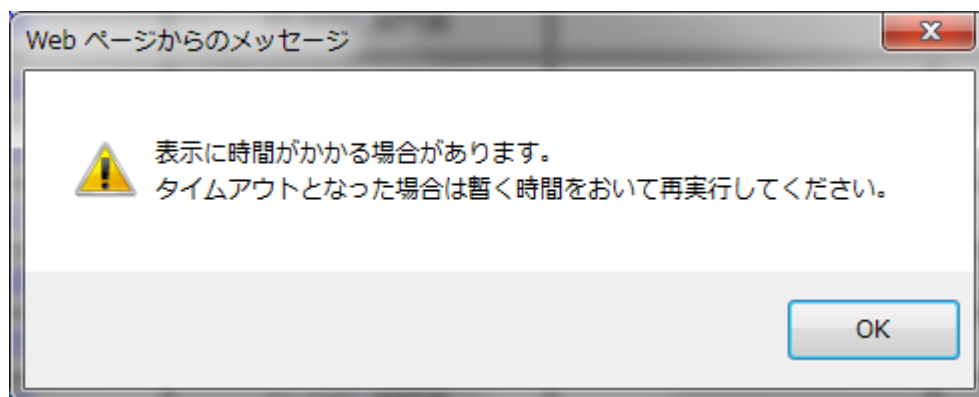 Web ページからのメッセージ
表示に時間がかかる場合があります。
タイムアウトとなった場合は暫く時間をおいて再実行してください。
OK